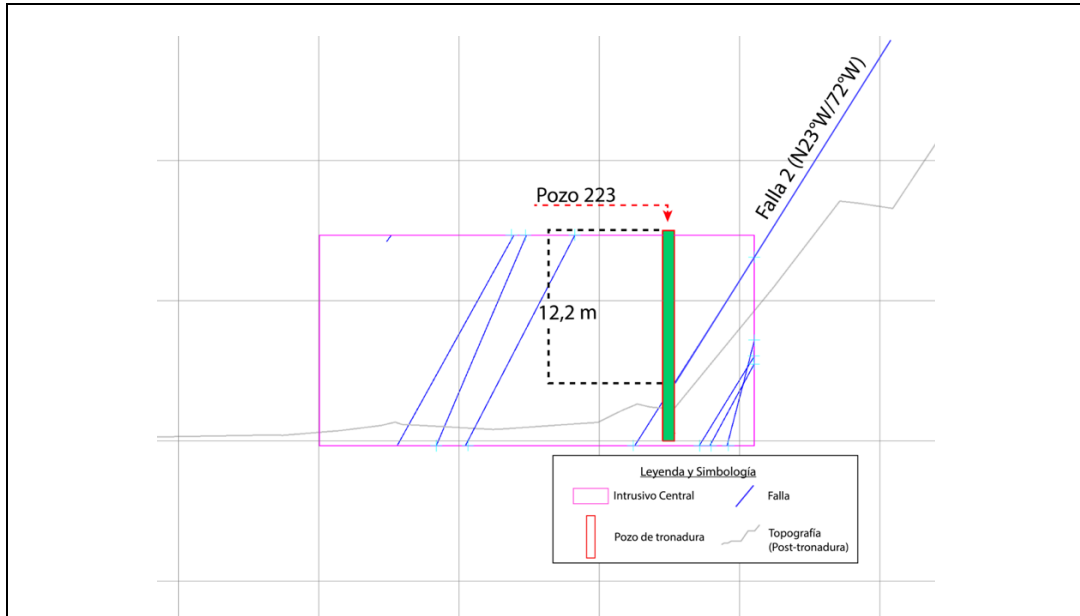 Falla 2 (N23°W/72°W)
Pozo 223
12,2 m
Leyenda y Simbología
Intrusivo Central
Falla
Pozo de tronadura
Topografía
(Post-tronadura)